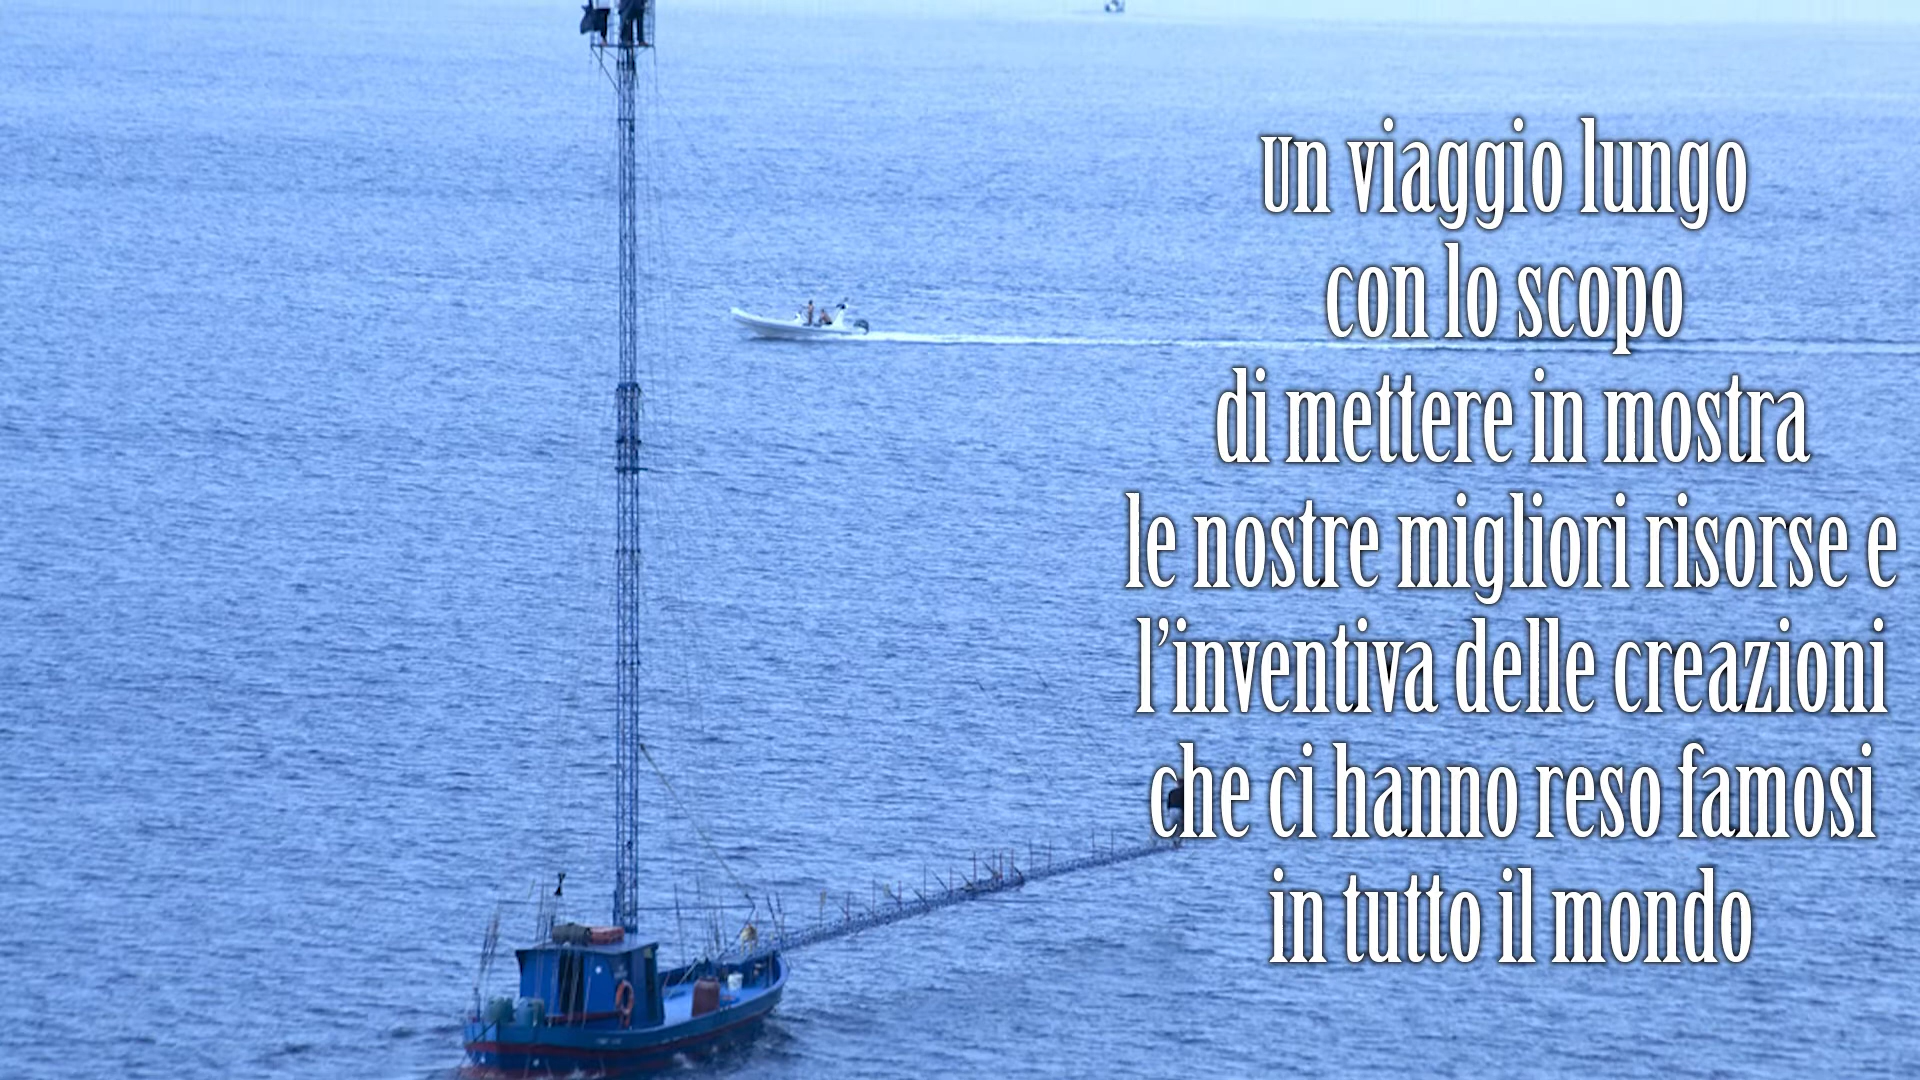 Un viaggio lungo
con lo scopo
di mettere in mostra
le nostre migliori risorse e
l'inventiva delle creazioni
che ci hanno reso famosi
in tutto il mondo